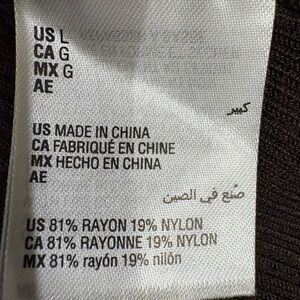 US L
CA G
MX G
AE
كبير
US MADE IN CHINA
CA FABRIQUÉ EN CHINE
MX HECHO EN CHINA
AE
صنع في الصين
US 81% RAYON 19% NYLON
CA 81% RAYONNE 19% NYLON
MX 81% rayón 19% nilón